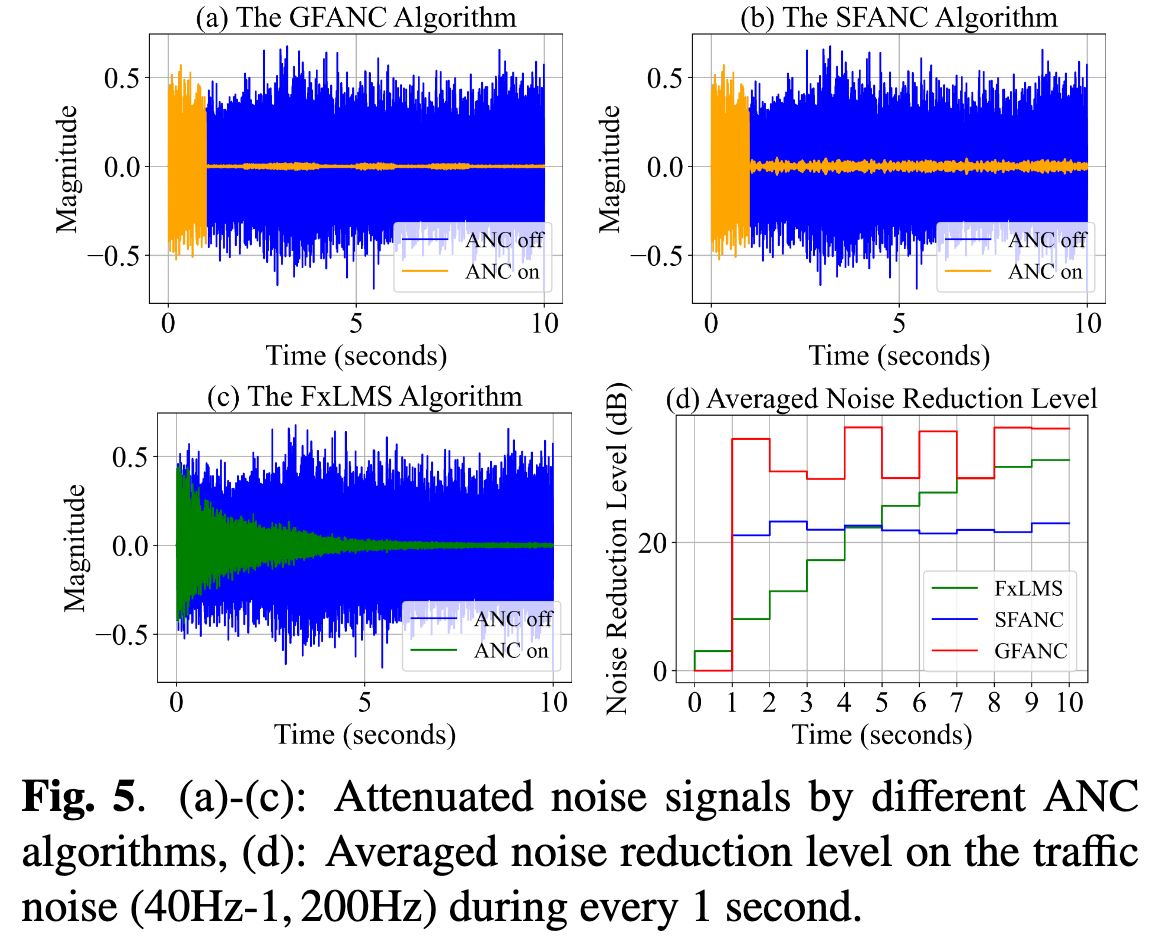 (a) The GFANC Algorithm
Magnitude
0.5
0.0
−0.5
ANC off
ANC on
0
5
10
Time (seconds)
(b) The SFANC Algorithm
Magnitude
0.5
0.0
−0.5
ANC off
ANC on
0
5
10
Time (seconds)
(c) The FxLMS Algorithm
Magnitude
0.5
0.0
−0.5
ANC off
ANC on
0
5
10
Time (seconds)
(d) Averaged Noise Reduction Level
Noise Reduction Level (dB)
20
0
FxLMS
SFANC
GFANC
0 1 2 3 4 5 6 7 8 9 10
Time (seconds)
Fig. 5. (a)-(c): Attenuated noise signals by different ANC
algorithms, (d): Averaged noise reduction level on the traffic
noise (40Hz-1, 200Hz) during every 1 second.